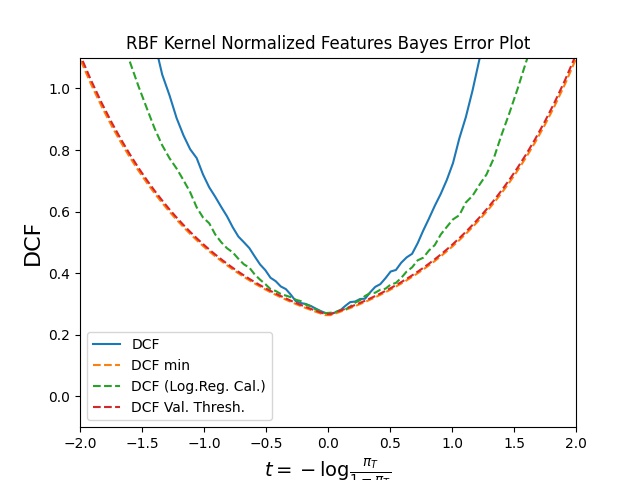 RBF Kernel Normalized Features Bayes Error Plot
DCF
1.0
0.8
0.6
0.4
0.2
0.0
DCF
DCF min
DCF (Log.Reg. Cal.)
DCF Val. Thresh.
−2.0 −1.5 −1.0 −0.5 0.0 0.5 1.0 1.5 2.0
t = − log π_T / 1 − π_T